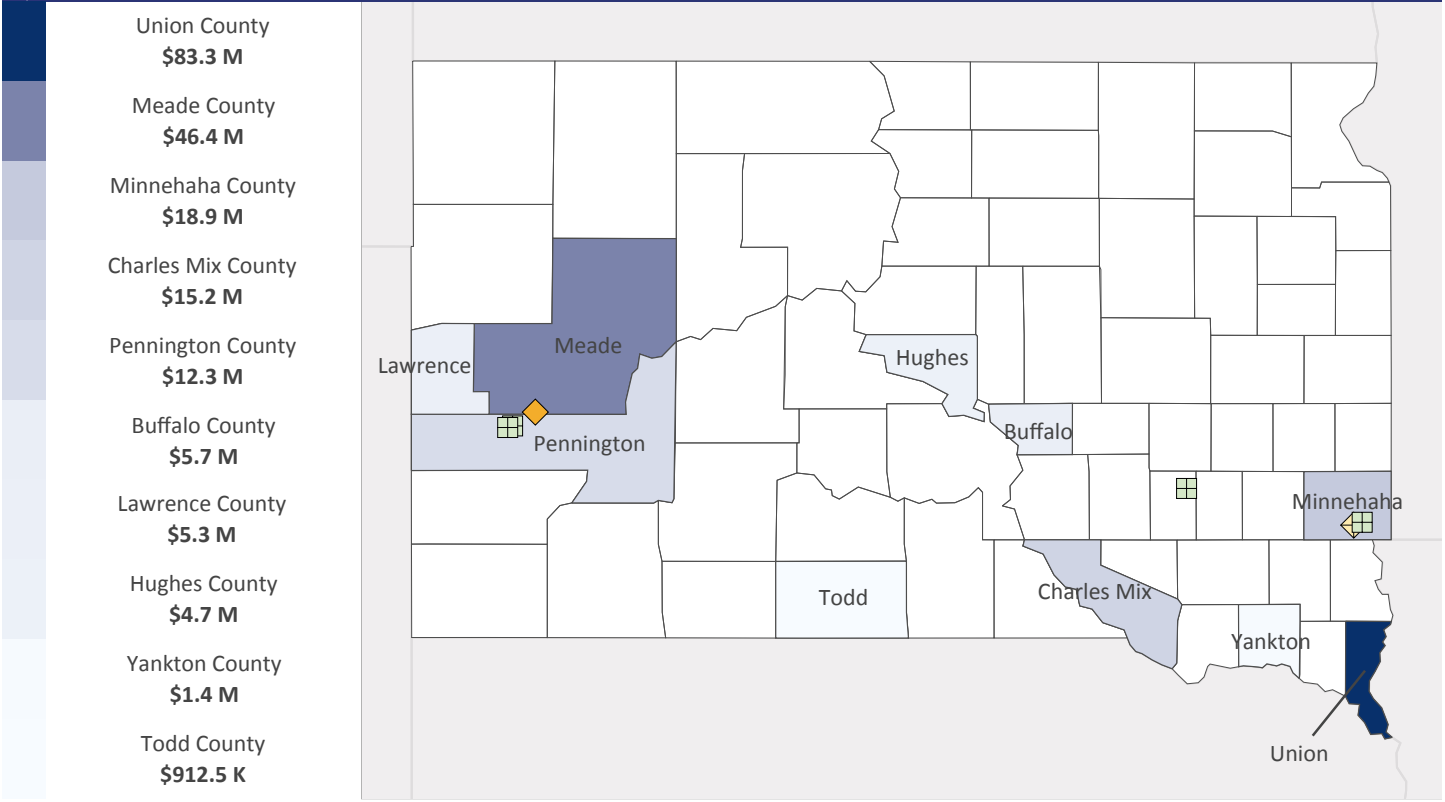 Union County
$83.3 M
Meade County
$46.4 M
Minnehaha County
$18.9 M
Charles Mix County
$15.2 M
Pennington County
$12.3 M
Buffalo County
$5.7 M
Lawrence County
$5.3 M
Hughes County
$4.7 M
Yankton County
$1.4 M
Todd County
$912.5 K
Meade
Lawrence
Hughes
Buffalo
Pennington
Minnehaha
Charles Mix
Todd
Yankton
Union